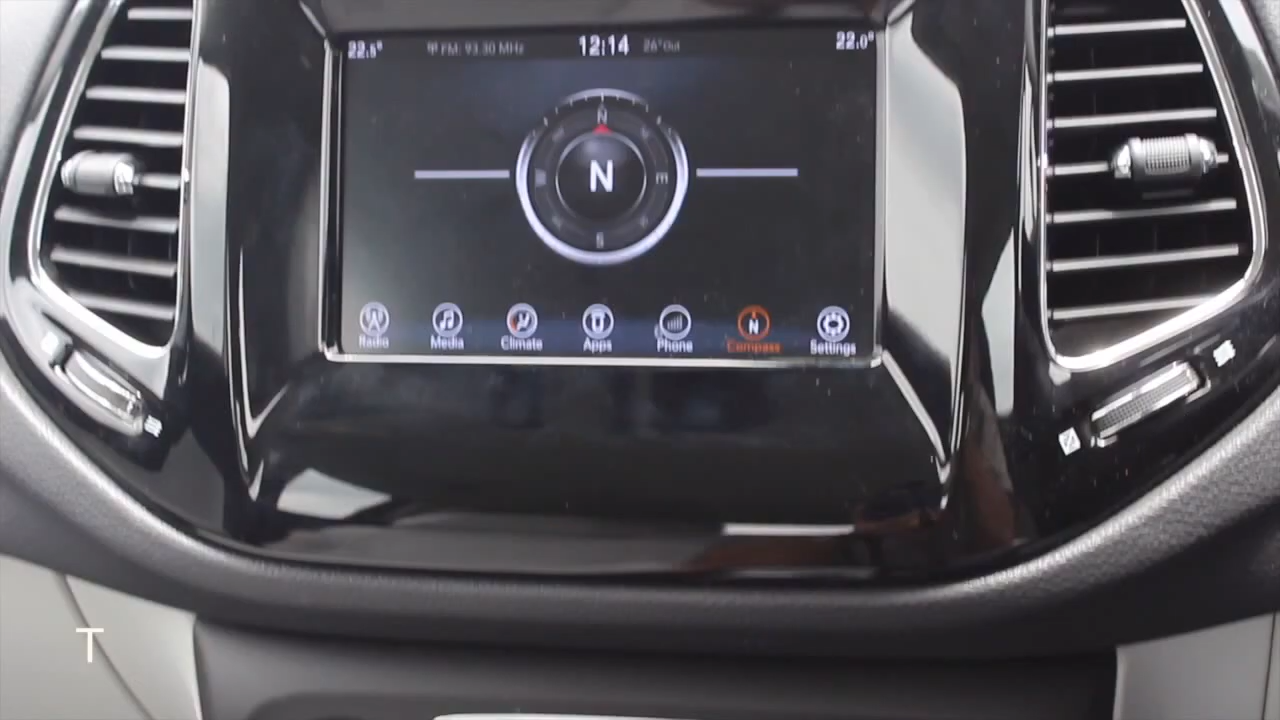 22.5° FM: 93.30 MHz 12:14 26°Out 22.0°
N
W N E
S
Radio Media Climate Apps Phone N Compass Settings
T